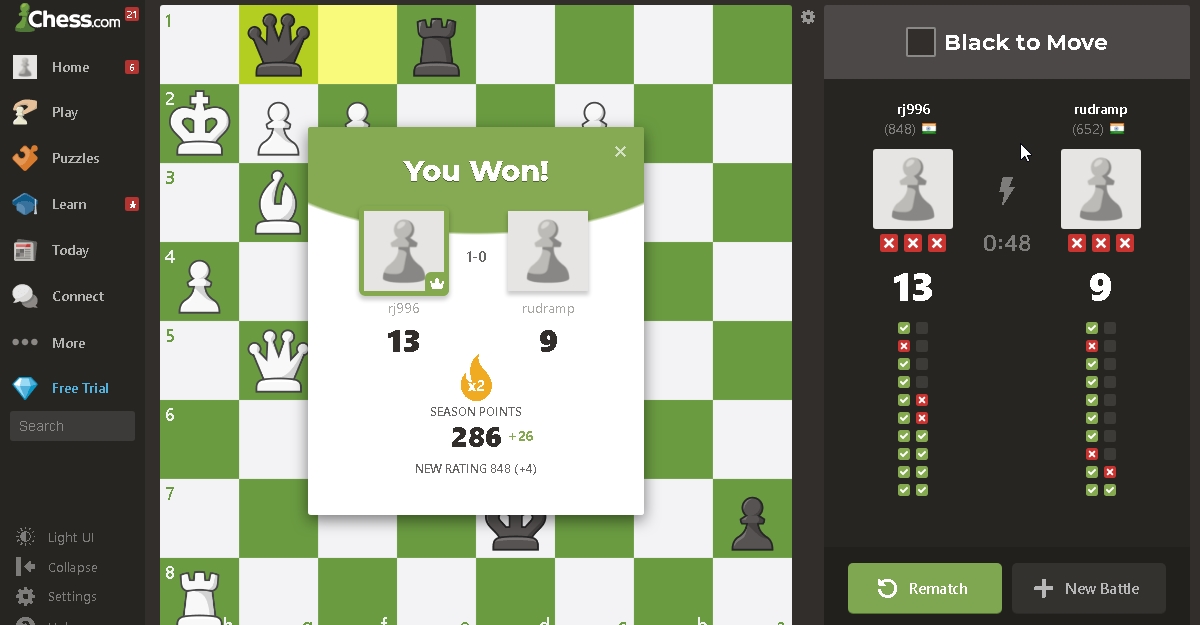 Chess.com
21
Home
6
Play
Puzzles
Learn
Today
Connect
More
Free Trial
Search
Light UI
Collapse
Settings
1
2
3
4
5
6
7
8
You Won!
1-0
rj996
rudramp
13
9
x2
SEASON POINTS
286 +26
NEW RATING 848 (+4)
Black to Move
rj996
(848)
rudramp
(652)
0:48
13
9
Rematch
New Battle